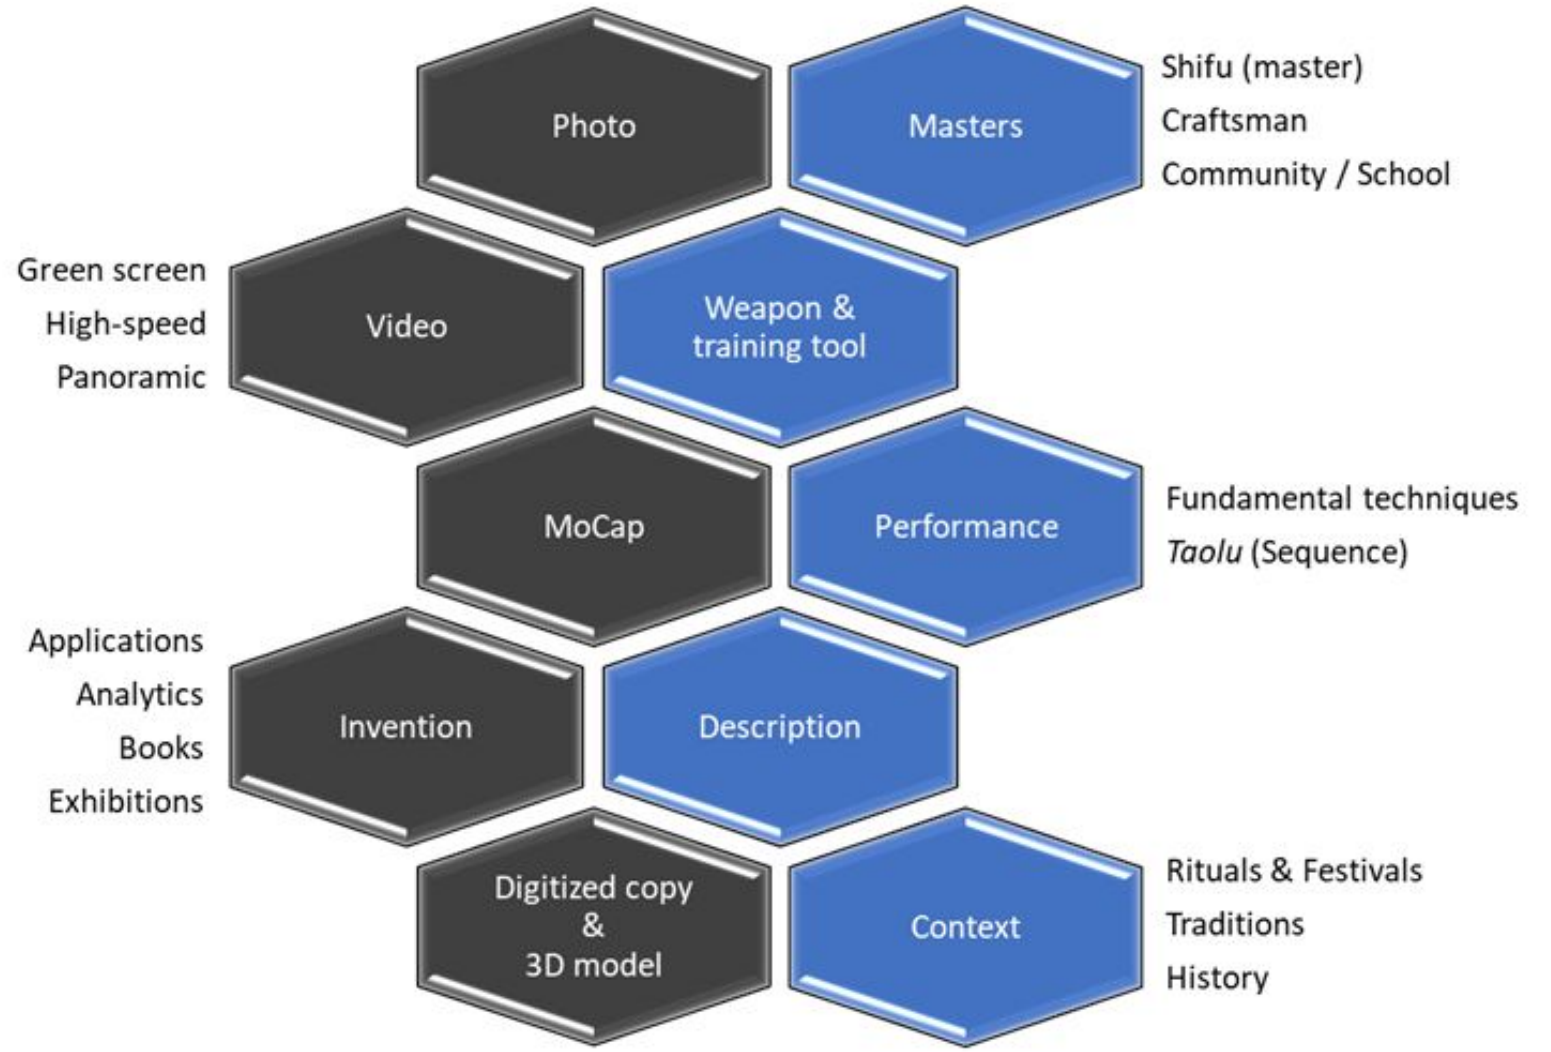 Photo
Masters
Shifu (master)
Craftsman
Community / School
Green screen
High-speed
Panoramic
Video
Weapon &
training tool
MoCap
Performance
Fundamental techniques
Taolu (Sequence)
Applications
Analytics
Books
Exhibitions
Invention
Description
Digitized copy
&
3D model
Context
Rituals & Festivals
Traditions
History